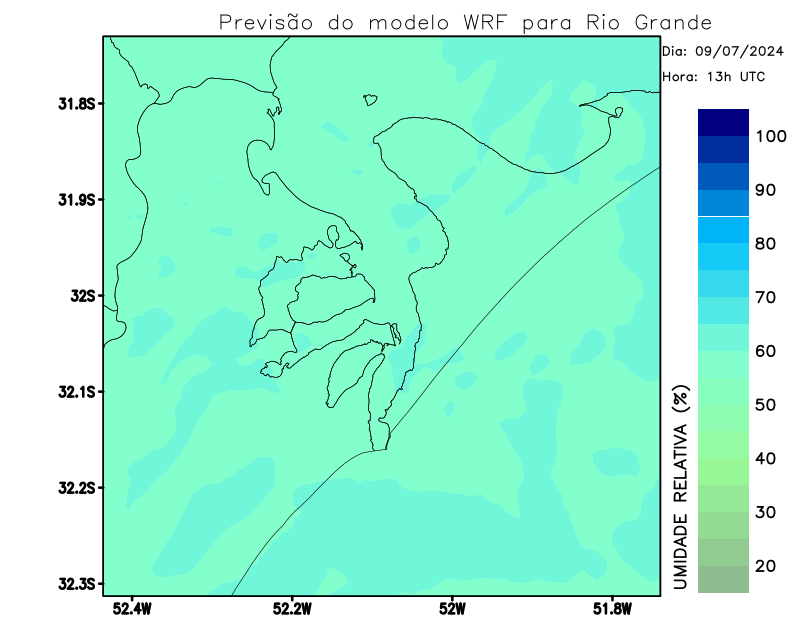 Previsão do modelo WRF para Rio Grande
Dia: 09/07/2024
Hora: 13h UTC
31.8S
31.9S
32S
32.1S
32.2S
32.3S
52.4W
52.2W
52W
51.8W
UMIDADE RELATIVA (%)
100
90
80
70
60
50
40
30
20